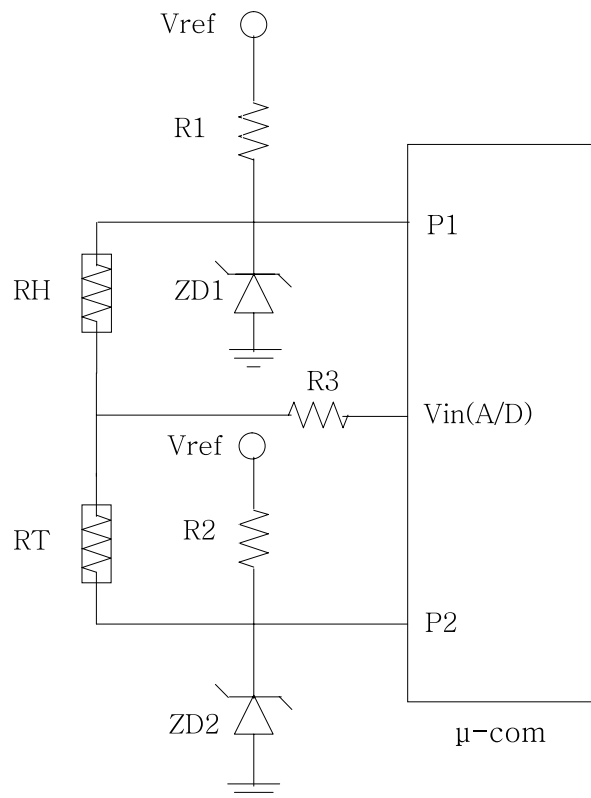 Vref
R1
P1
RH
ZD1
R3
Vin(A/D)
Vref
R2
RT
P2
ZD2
μ-com